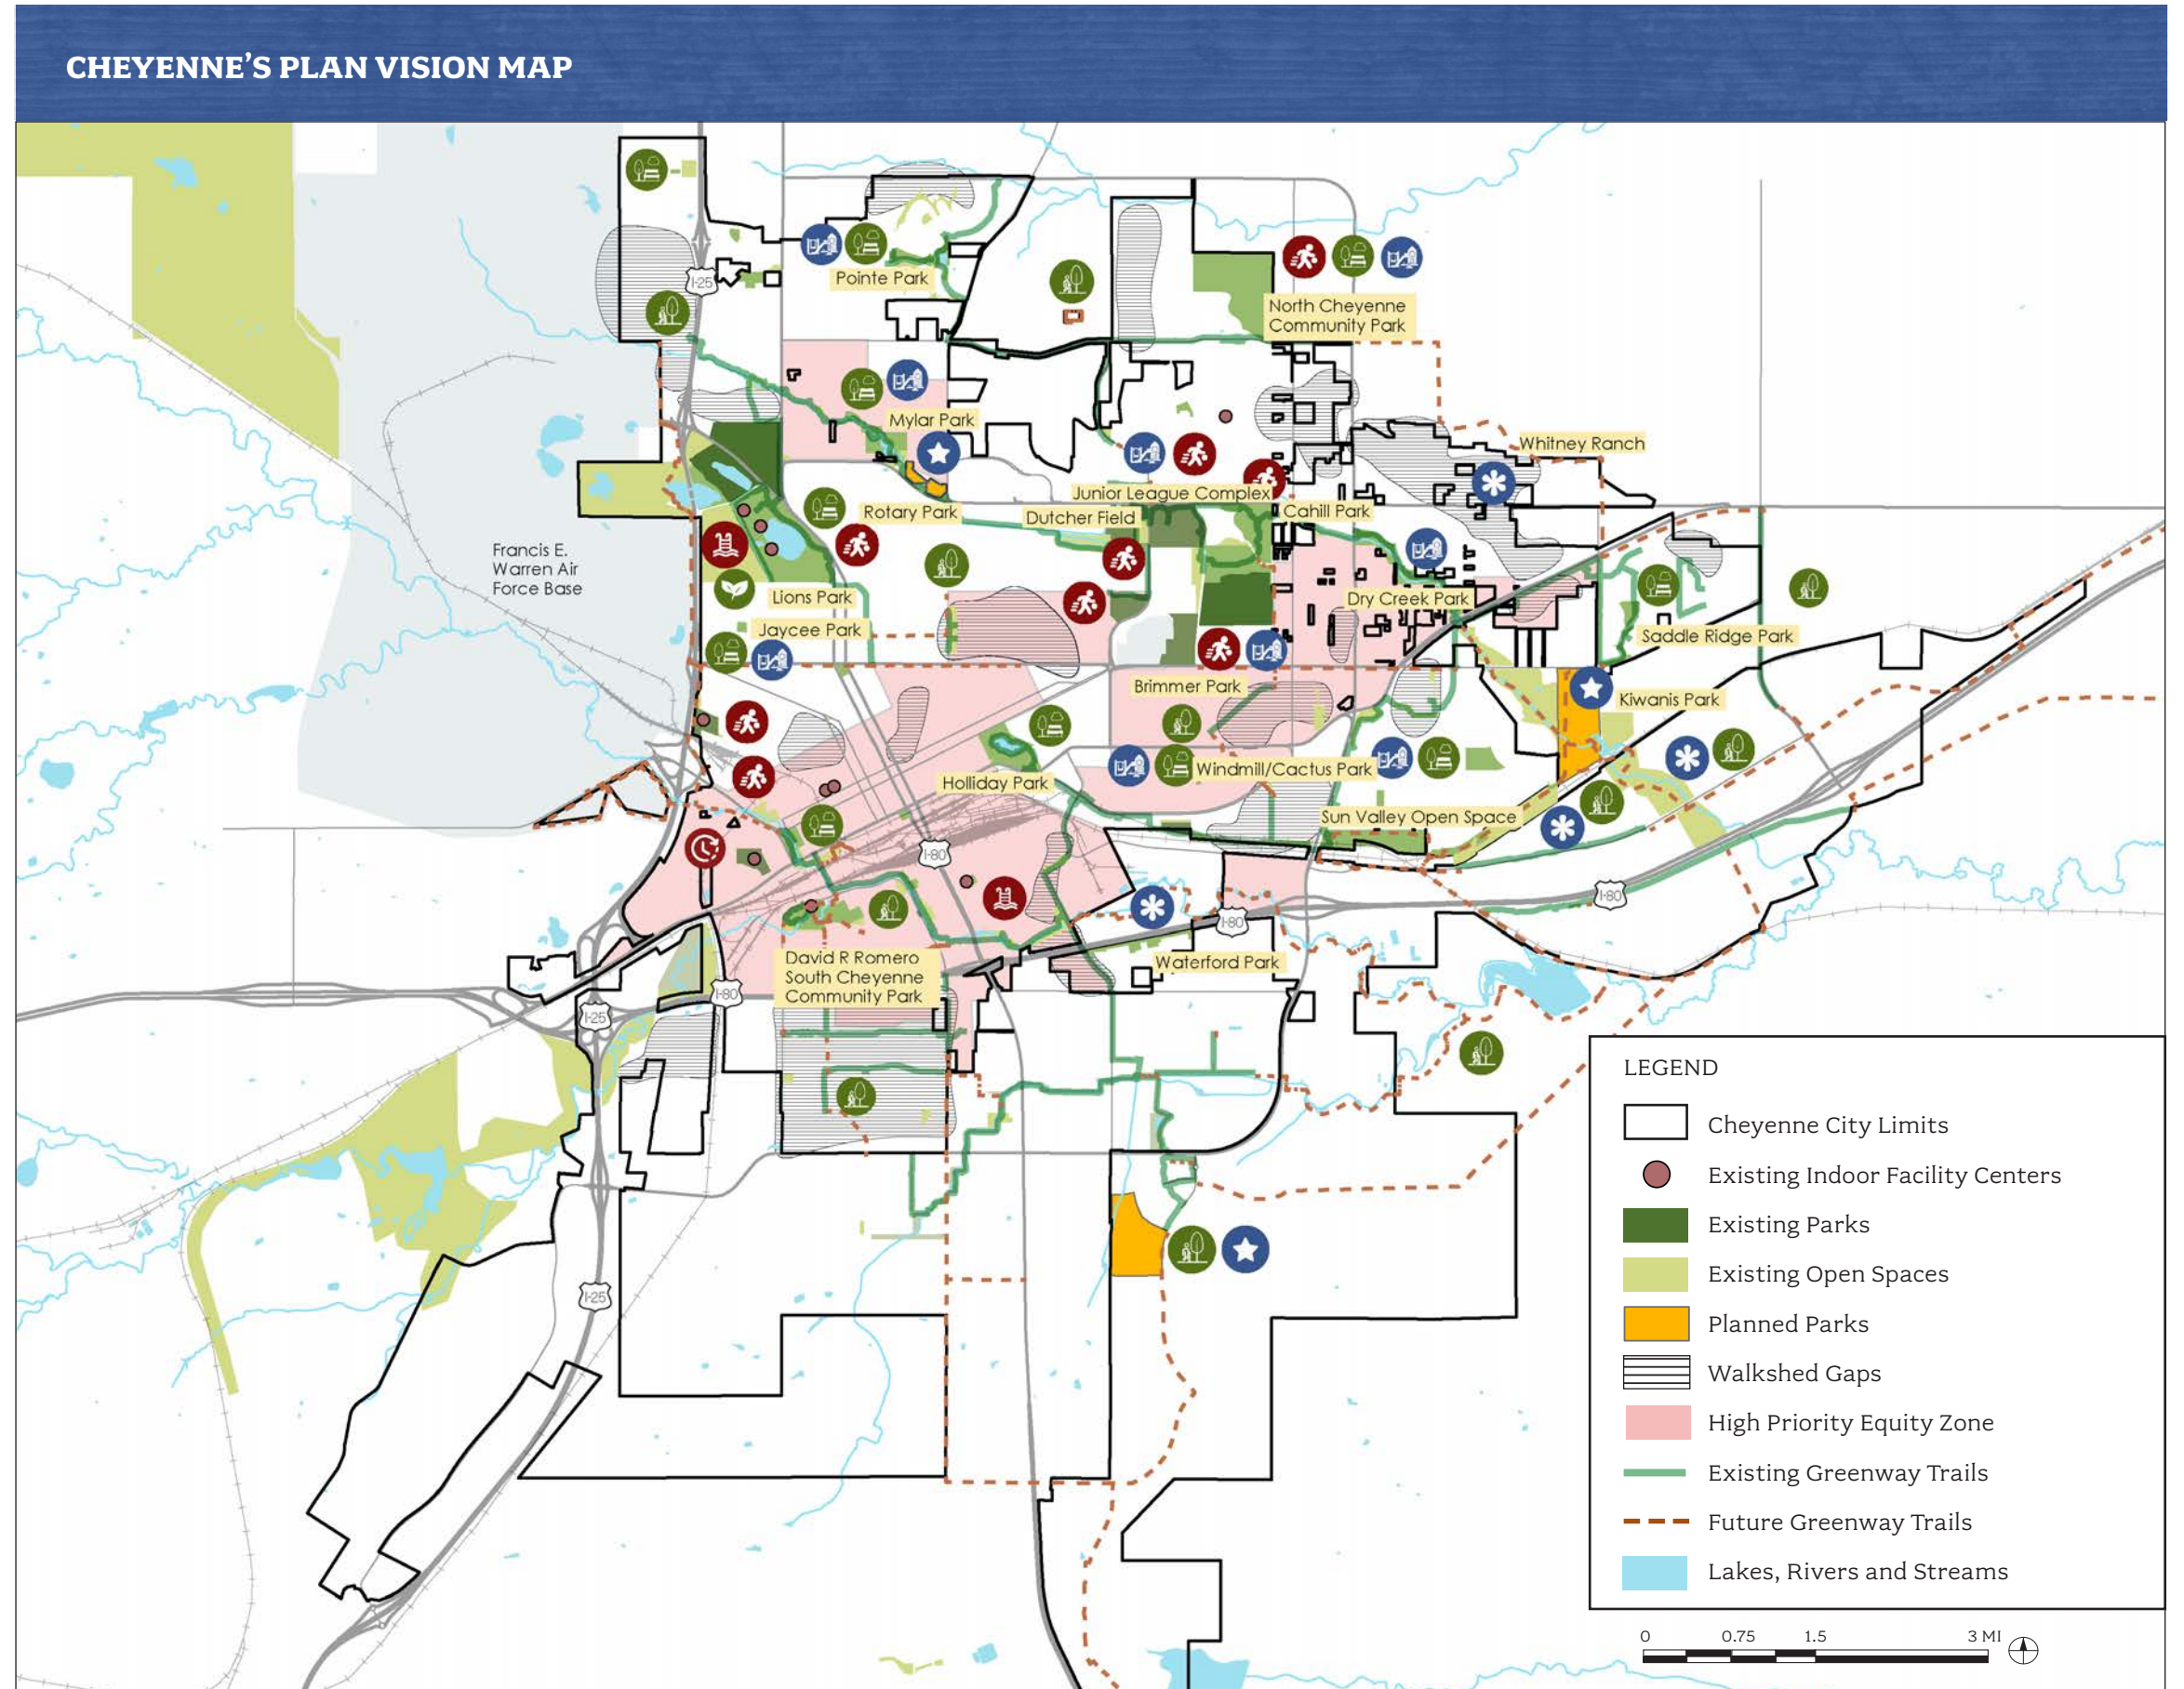 CHEYENNE'S PLAN VISION MAP
Pointe Park
I-25
North Cheyenne
Community Park
Mylar Park
Whitney Ranch
Junior League Complex
Rotary Park
Dutcher Field
Cahill Park
Francis E.
Warren Air
Force Base
Lions Park
Dry Creek Park
Jaycee Park
Saddle Ridge Park
Brimmer Park
Kiwanis Park
Holliday Park
Windmill/Cactus Park
Sun Valley Open Space
I-80
I-80
I-80
David R Romero
South Cheyenne
Community Park
Waterford Park
I-80
I-25
I-25
LEGEND
Cheyenne City Limits
Existing Indoor Facility Centers
Existing Parks
Existing Open Spaces
Planned Parks
Walkshed Gaps
High Priority Equity Zone
Existing Greenway Trails
Future Greenway Trails
Lakes, Rivers and Streams
0 0.75 1.5 3 MI